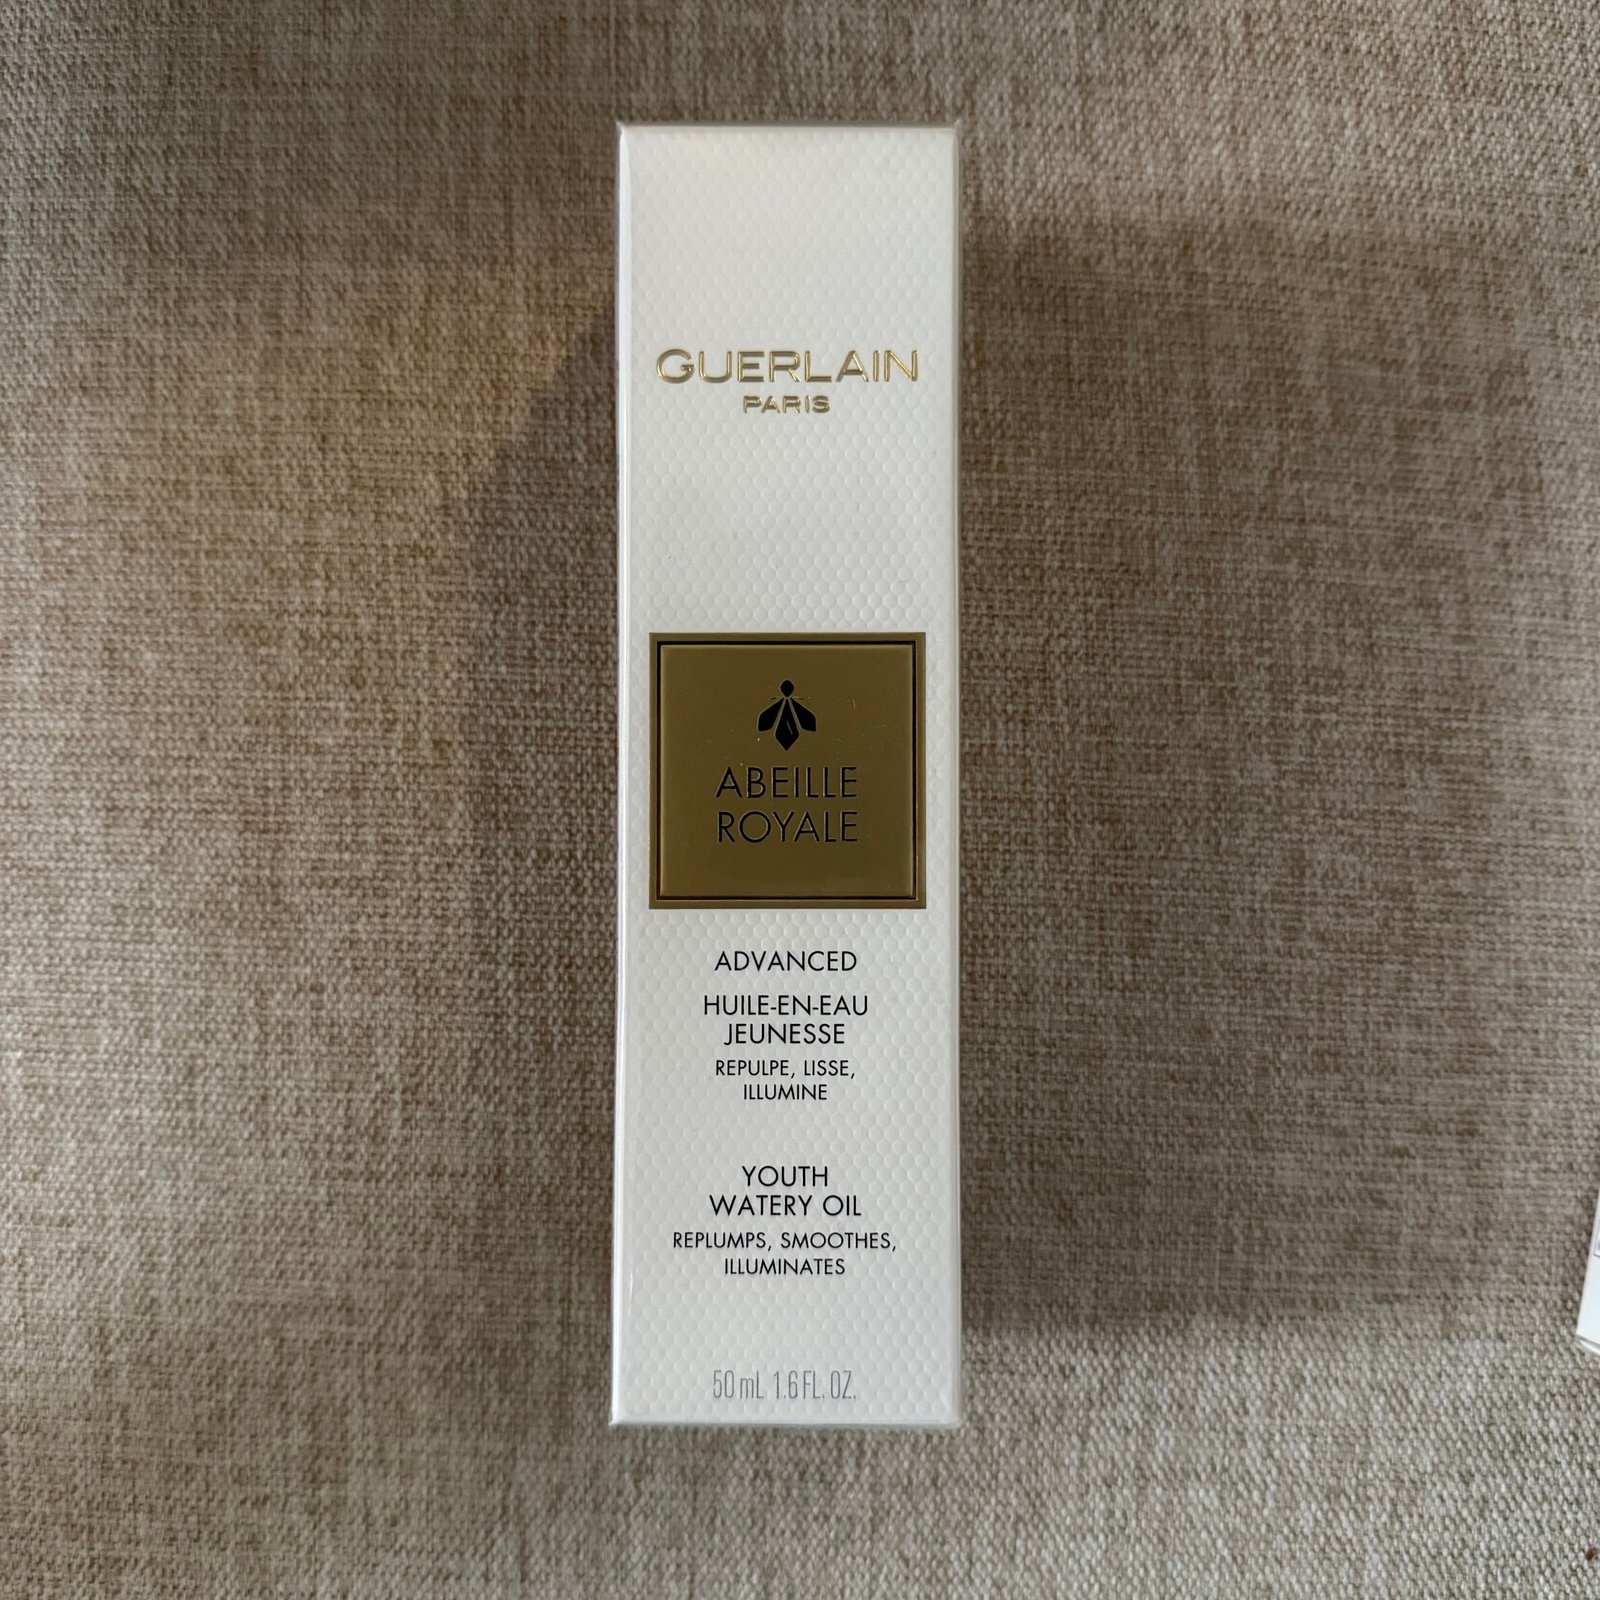 GUERLAIN
PARIS
ABEILLE
ROYALE
ADVANCED
HUILE-EN-EAU
JEUNESSE
REPULPE, LISSE,
ILLUMINE
YOUTH
WATERY OIL
REPLUMPS, SMOOTHES,
ILLUMINATES
50 mL 1.6 FL. OZ.